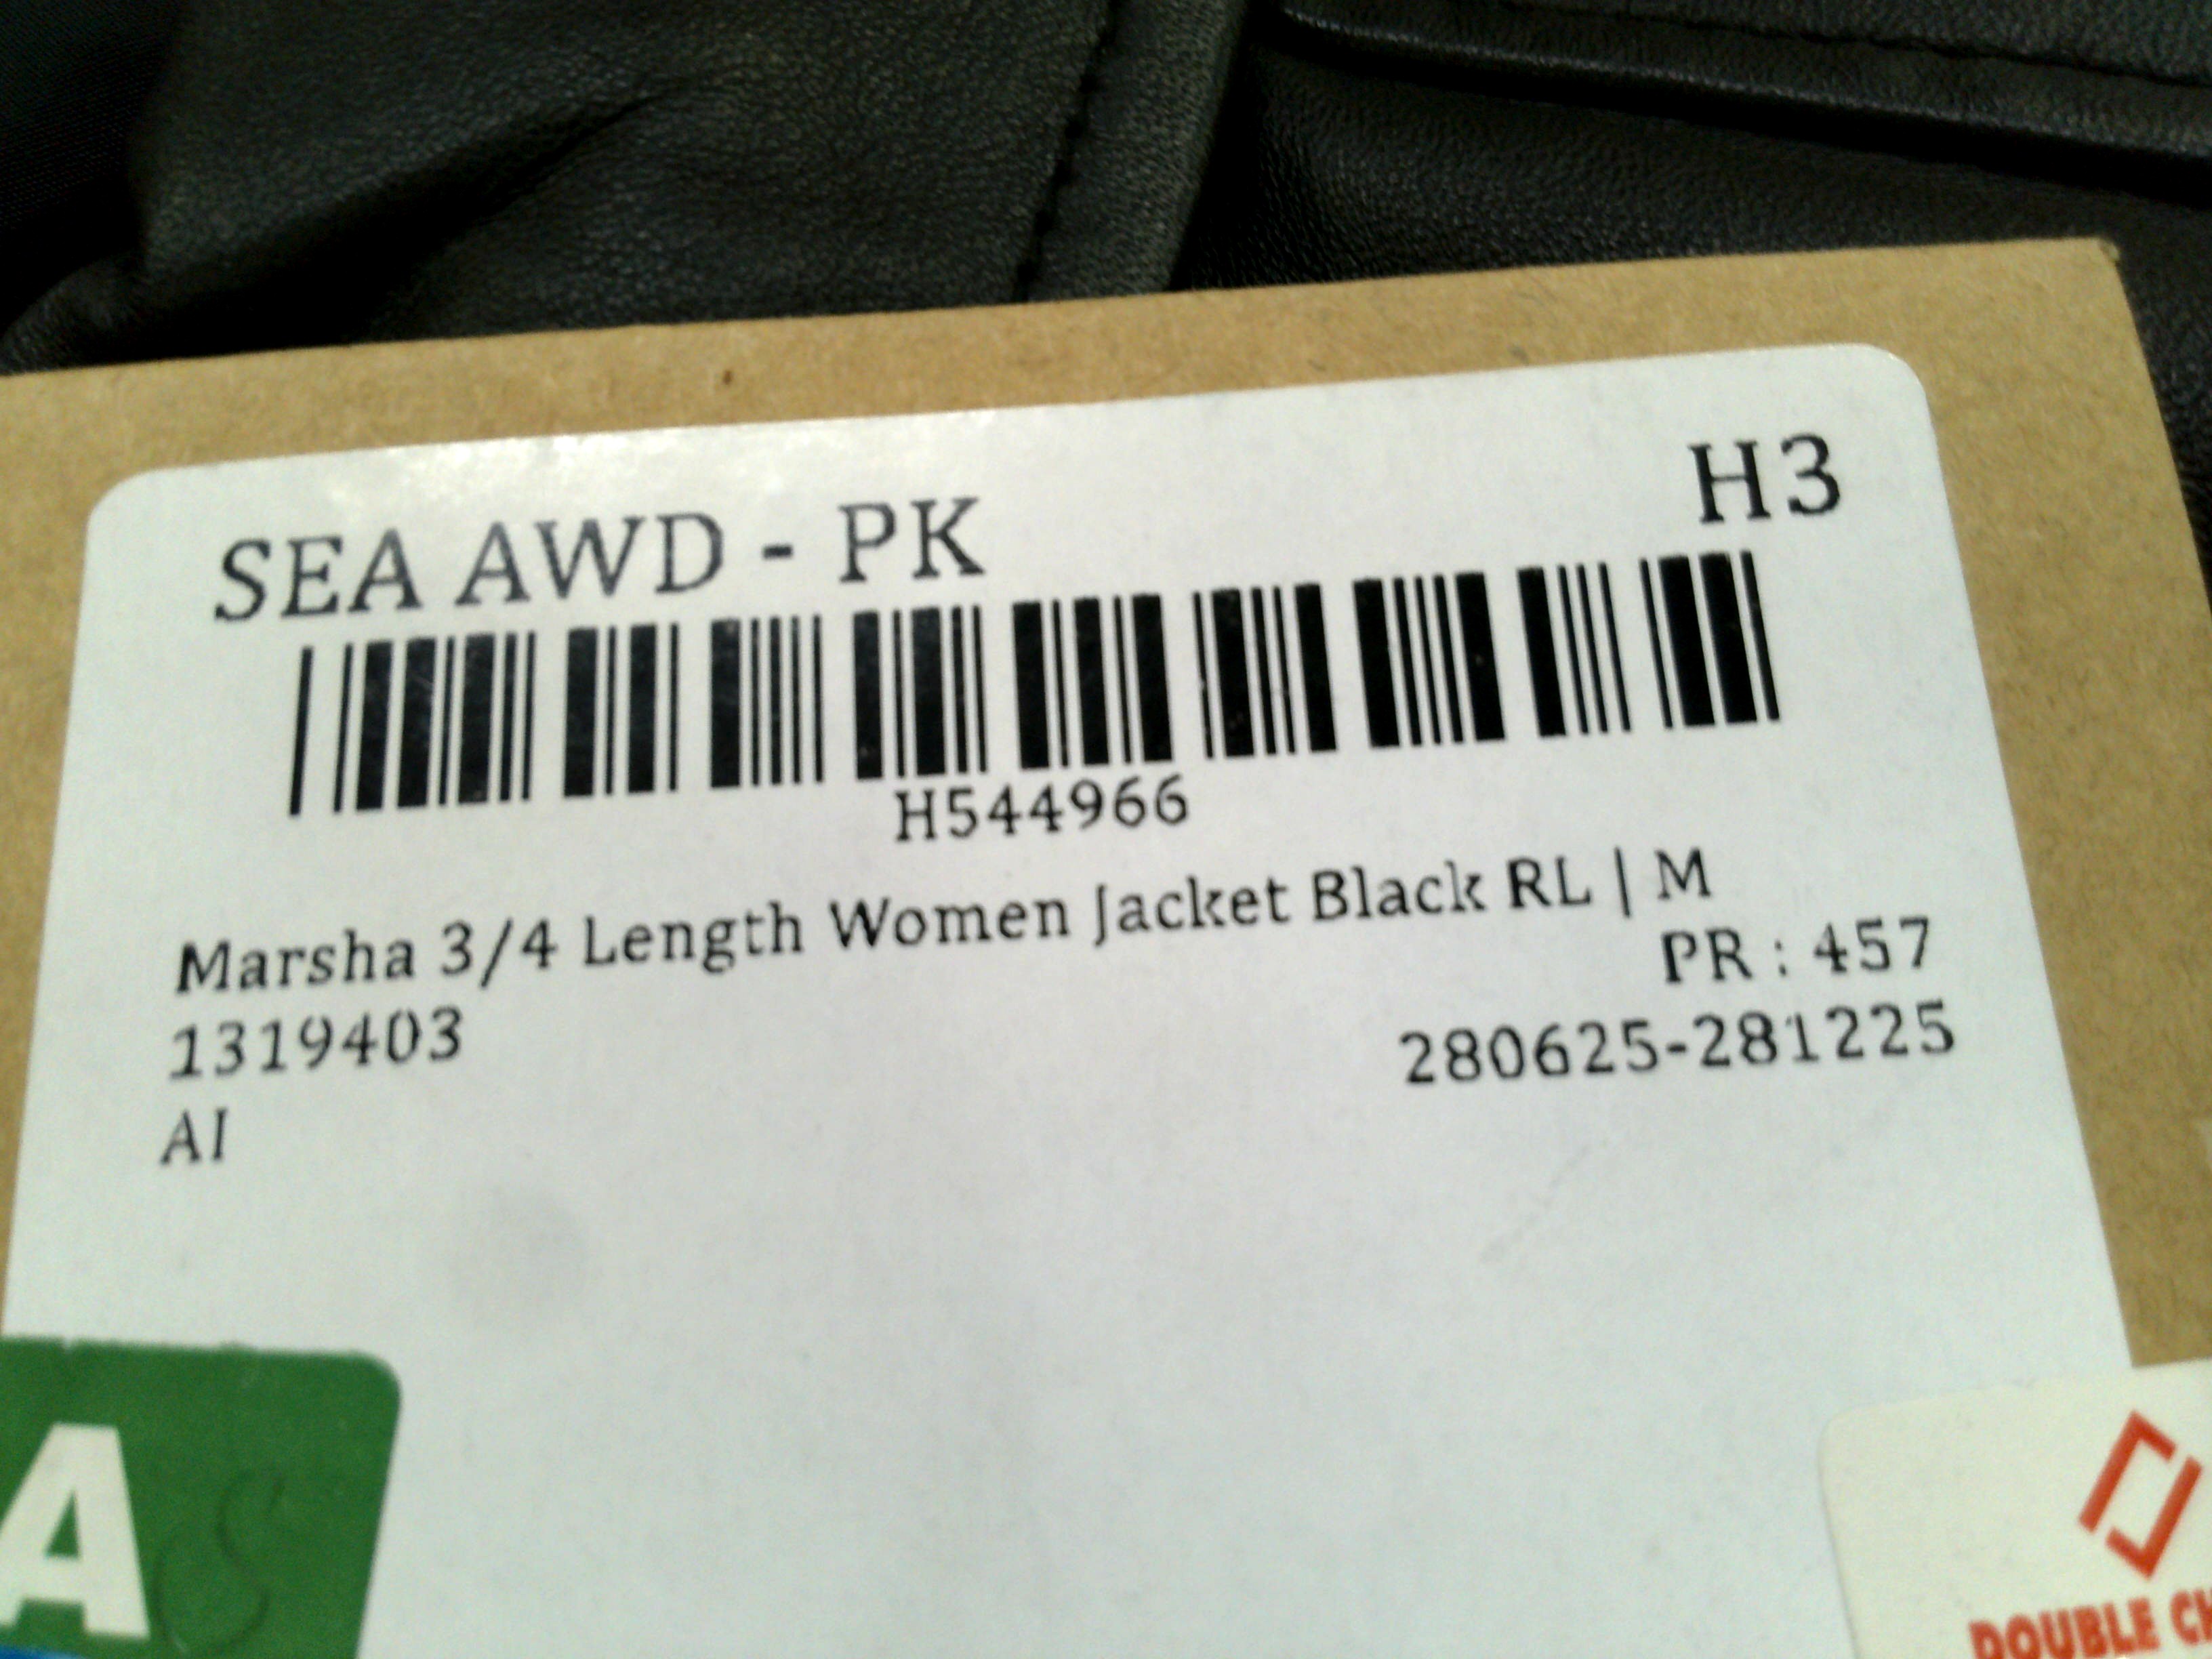 SEA AWD - PK
H3
H544966
Marsha 3/4 Length Women Jacket Black RL | M
PR : 457
1319403
280625-281225
AI
A
DOUBLE